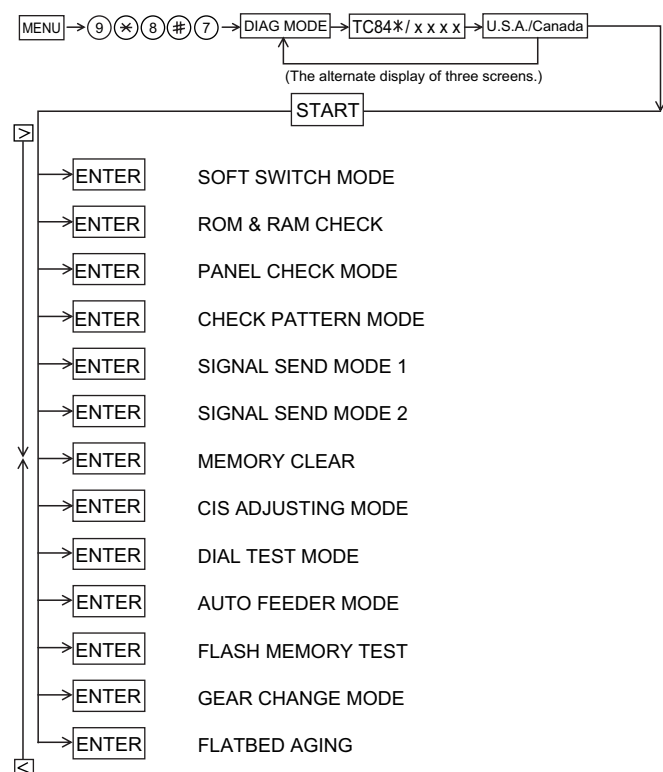 MENU 9 * 8 # 7 DIAG MODE TC84*/ x x x x U.S.A./Canada
(The alternate display of three screens.)
START
>
ENTER SOFT SWITCH MODE
ENTER ROM & RAM CHECK
ENTER PANEL CHECK MODE
ENTER CHECK PATTERN MODE
ENTER SIGNAL SEND MODE 1
ENTER SIGNAL SEND MODE 2
ENTER MEMORY CLEAR
ENTER CIS ADJUSTING MODE
ENTER DIAL TEST MODE
ENTER AUTO FEEDER MODE
ENTER FLASH MEMORY TEST
ENTER GEAR CHANGE MODE
ENTER FLATBED AGING
<